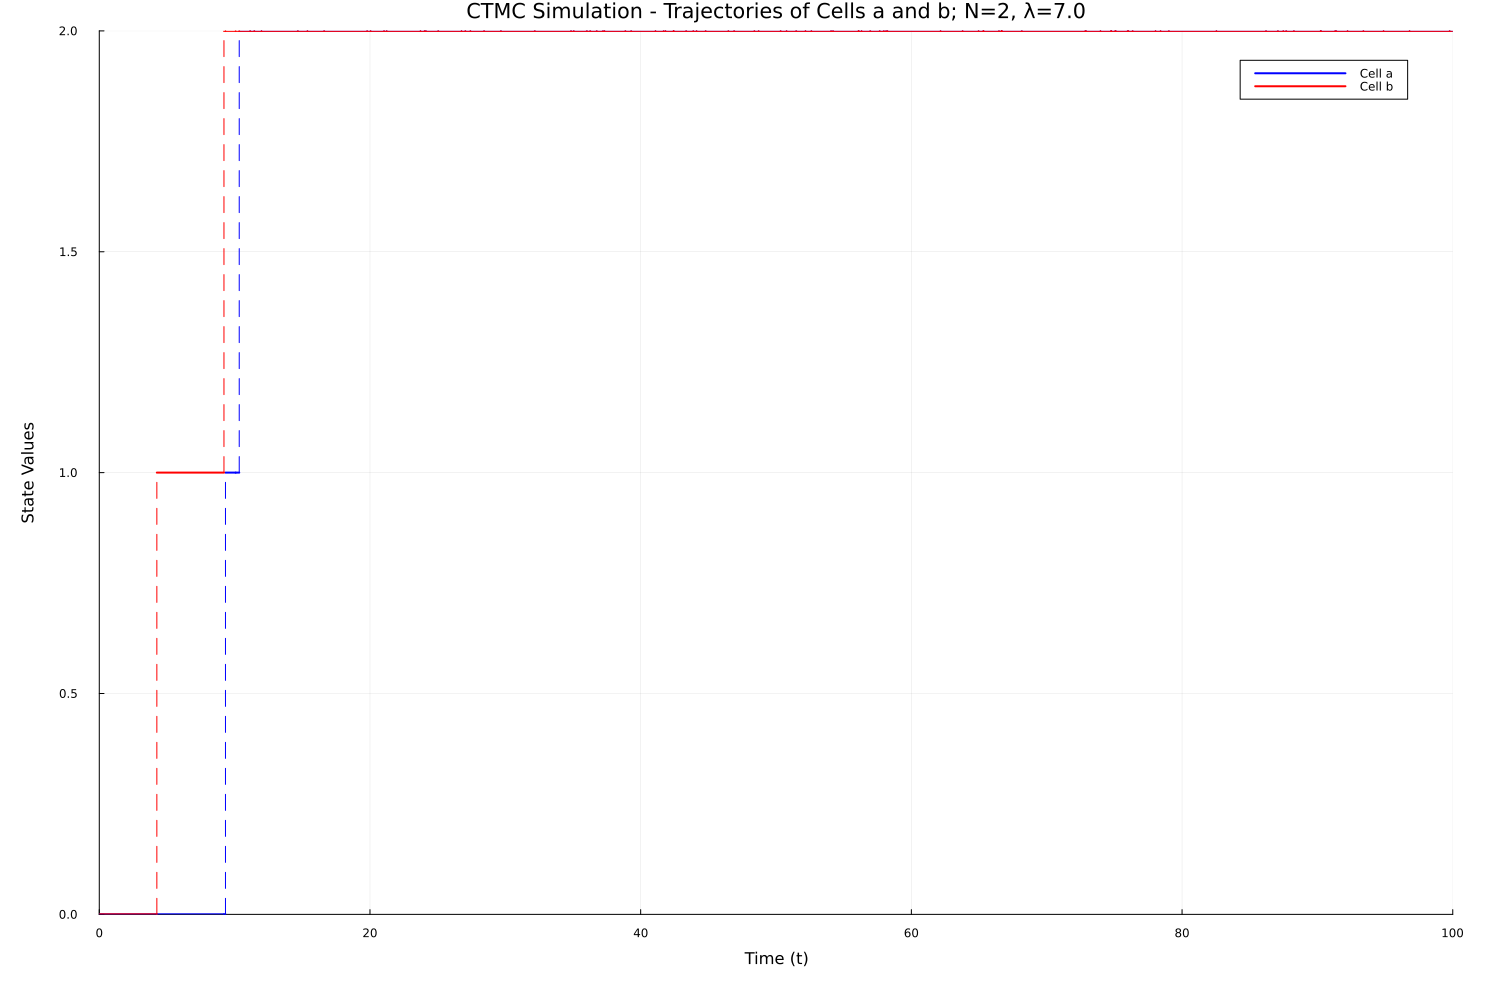 CTMC Simulation - Trajectories of Cells a and b; N=2, λ=7.0
2.0
1.5
1.0
0.5
0.0
State Values
Cell a
Cell b
0 20 40 60 80 100
Time (t)